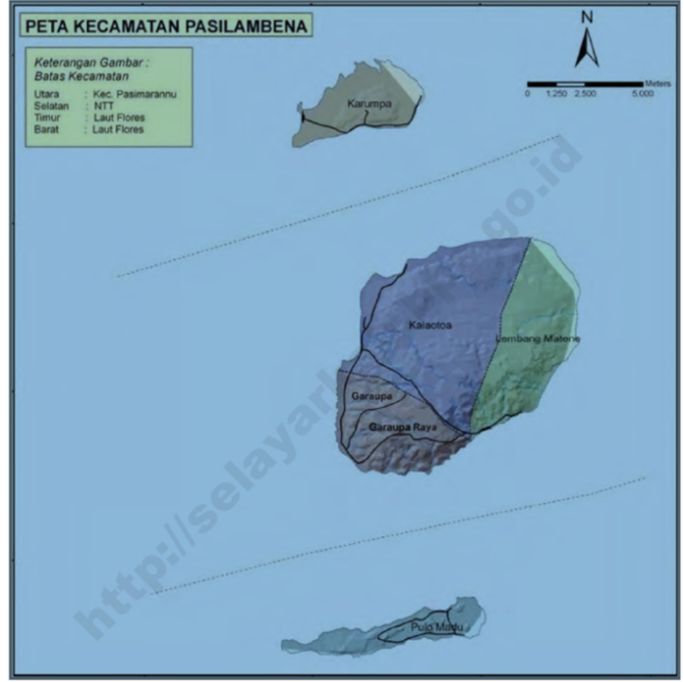 PETA KECAMATAN PASILAMBENA
N
Keterangan Gambar :
Batas Kecamatan
Utara : Kec. Pasimarannu
Selatan : NTT
Timur : Laut Flores
Barat : Laut Flores
Meters
0 1.250 2.500 5.000
Karumpa
Kalaotoa
Lembang Matene
Garaupa
Garaupa Raya
Pulo Madu